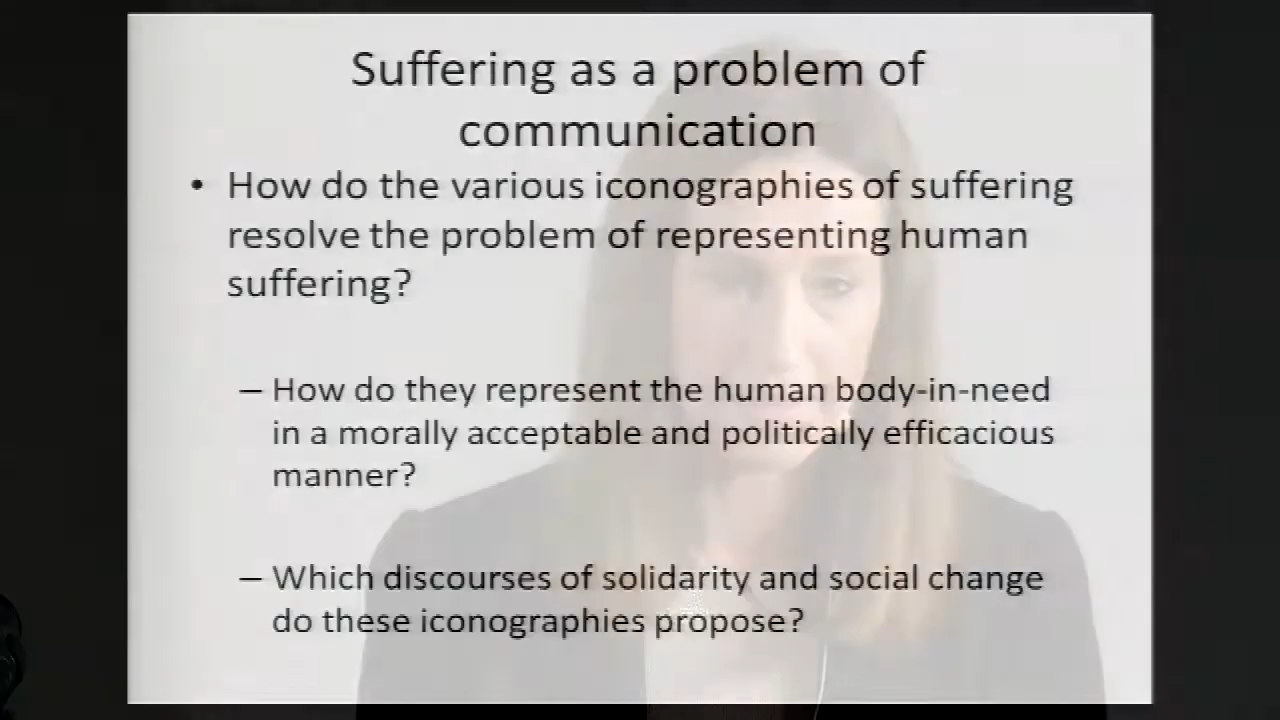 Suffering as a problem of
communication
• How do the various iconographies of suffering
resolve the problem of representing human
suffering?
– How do they represent the human body-in-need
in a morally acceptable and politically efficacious
manner?
– Which discourses of solidarity and social change
do these iconographies propose?